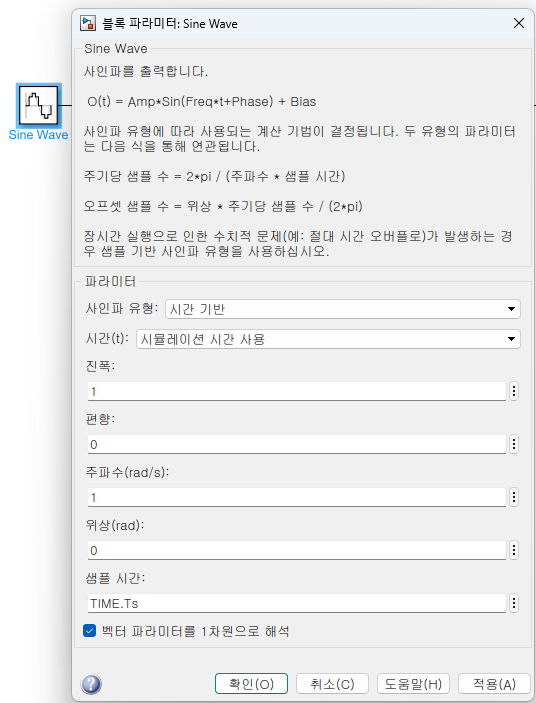 블록 파라미터: Sine Wave
Sine Wave
사인파를 출력합니다.
O(t) = Amp*Sin(Freq*t+Phase) + Bias
사인파 유형에 따라 사용되는 계산 기법이 결정됩니다. 두 유형의 파라미터
는 다음 식을 통해 연관됩니다.
주기당 샘플 수 = 2*pi / (주파수 * 샘플 시간)
오프셋 샘플 수 = 위상 * 주기당 샘플 수 / (2*pi)
장시간 실행으로 인한 수치적 문제(예: 절대 시간 오버플로)가 발생하는 경
우 샘플 기반 사인파 유형을 사용하십시오.
파라미터
사인파 유형: 시간 기반
시간(t): 시뮬레이션 시간 사용
진폭:
1
편향:
0
주파수(rad/s):
1
위상(rad):
0
샘플 시간:
TIME.Ts
벡터 파라미터를 1차원으로 해석
확인(O) 취소(C) 도움말(H) 적용(A)
Sine Wave